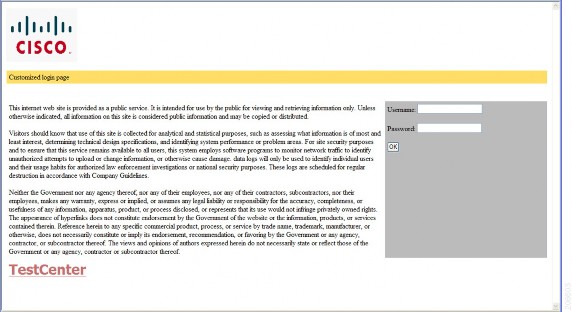 CISCO
Customized login page
This internet web site is provided as a public service. It is intended for use by the public for viewing and retrieving information only. Unless
otherwise indicated, all information on this site is considered public information and may be copied or distributed.
Visitors should know that use of this site is collected for analytical and statistical purposes, such as assessing what information is of most and
least interest, determining technical design specifications, and identifying system performance or problem areas. For site security purposes
and to ensure that this service remains available to all users, this system employs software programs to monitor network traffic to identify
unauthorized attempts to upload or change information, or otherwise cause damage. data logs will only be used to identify individual users
and their usage habits for authorized law enforcement investigations or national security purposes. These logs are scheduled for regular
destruction in accordance with Company Guidelines.
Neither the Government nor any agency thereof, nor any of their employees, nor any of their contractors, subcontractors, nor their
employees, makes any warranty, express or implied, or assumes any legal liability or responsibility for the accuracy, completeness, or
usefulness of any information, apparatus, product, or process disclosed, or represents that its use would not infringe privately owned rights.
The appearance of hyperlinks does not constitute endorsement by the Government of the website or the information, products, or services
contained therein. Reference herein to any specific commercial product, process, or service by trade name, trademark, manufacturer, or
otherwise, does not necessarily constitute or imply its endorsement, recommendation, or favoring by the Government or any agency,
contractor, or subcontractor thereof. The views and opinions of authors expressed herein do not necessarily state or reflect those of the
Government or any agency, contractor or subcontractor thereof.
TestCenter
Username:
Password:
OK